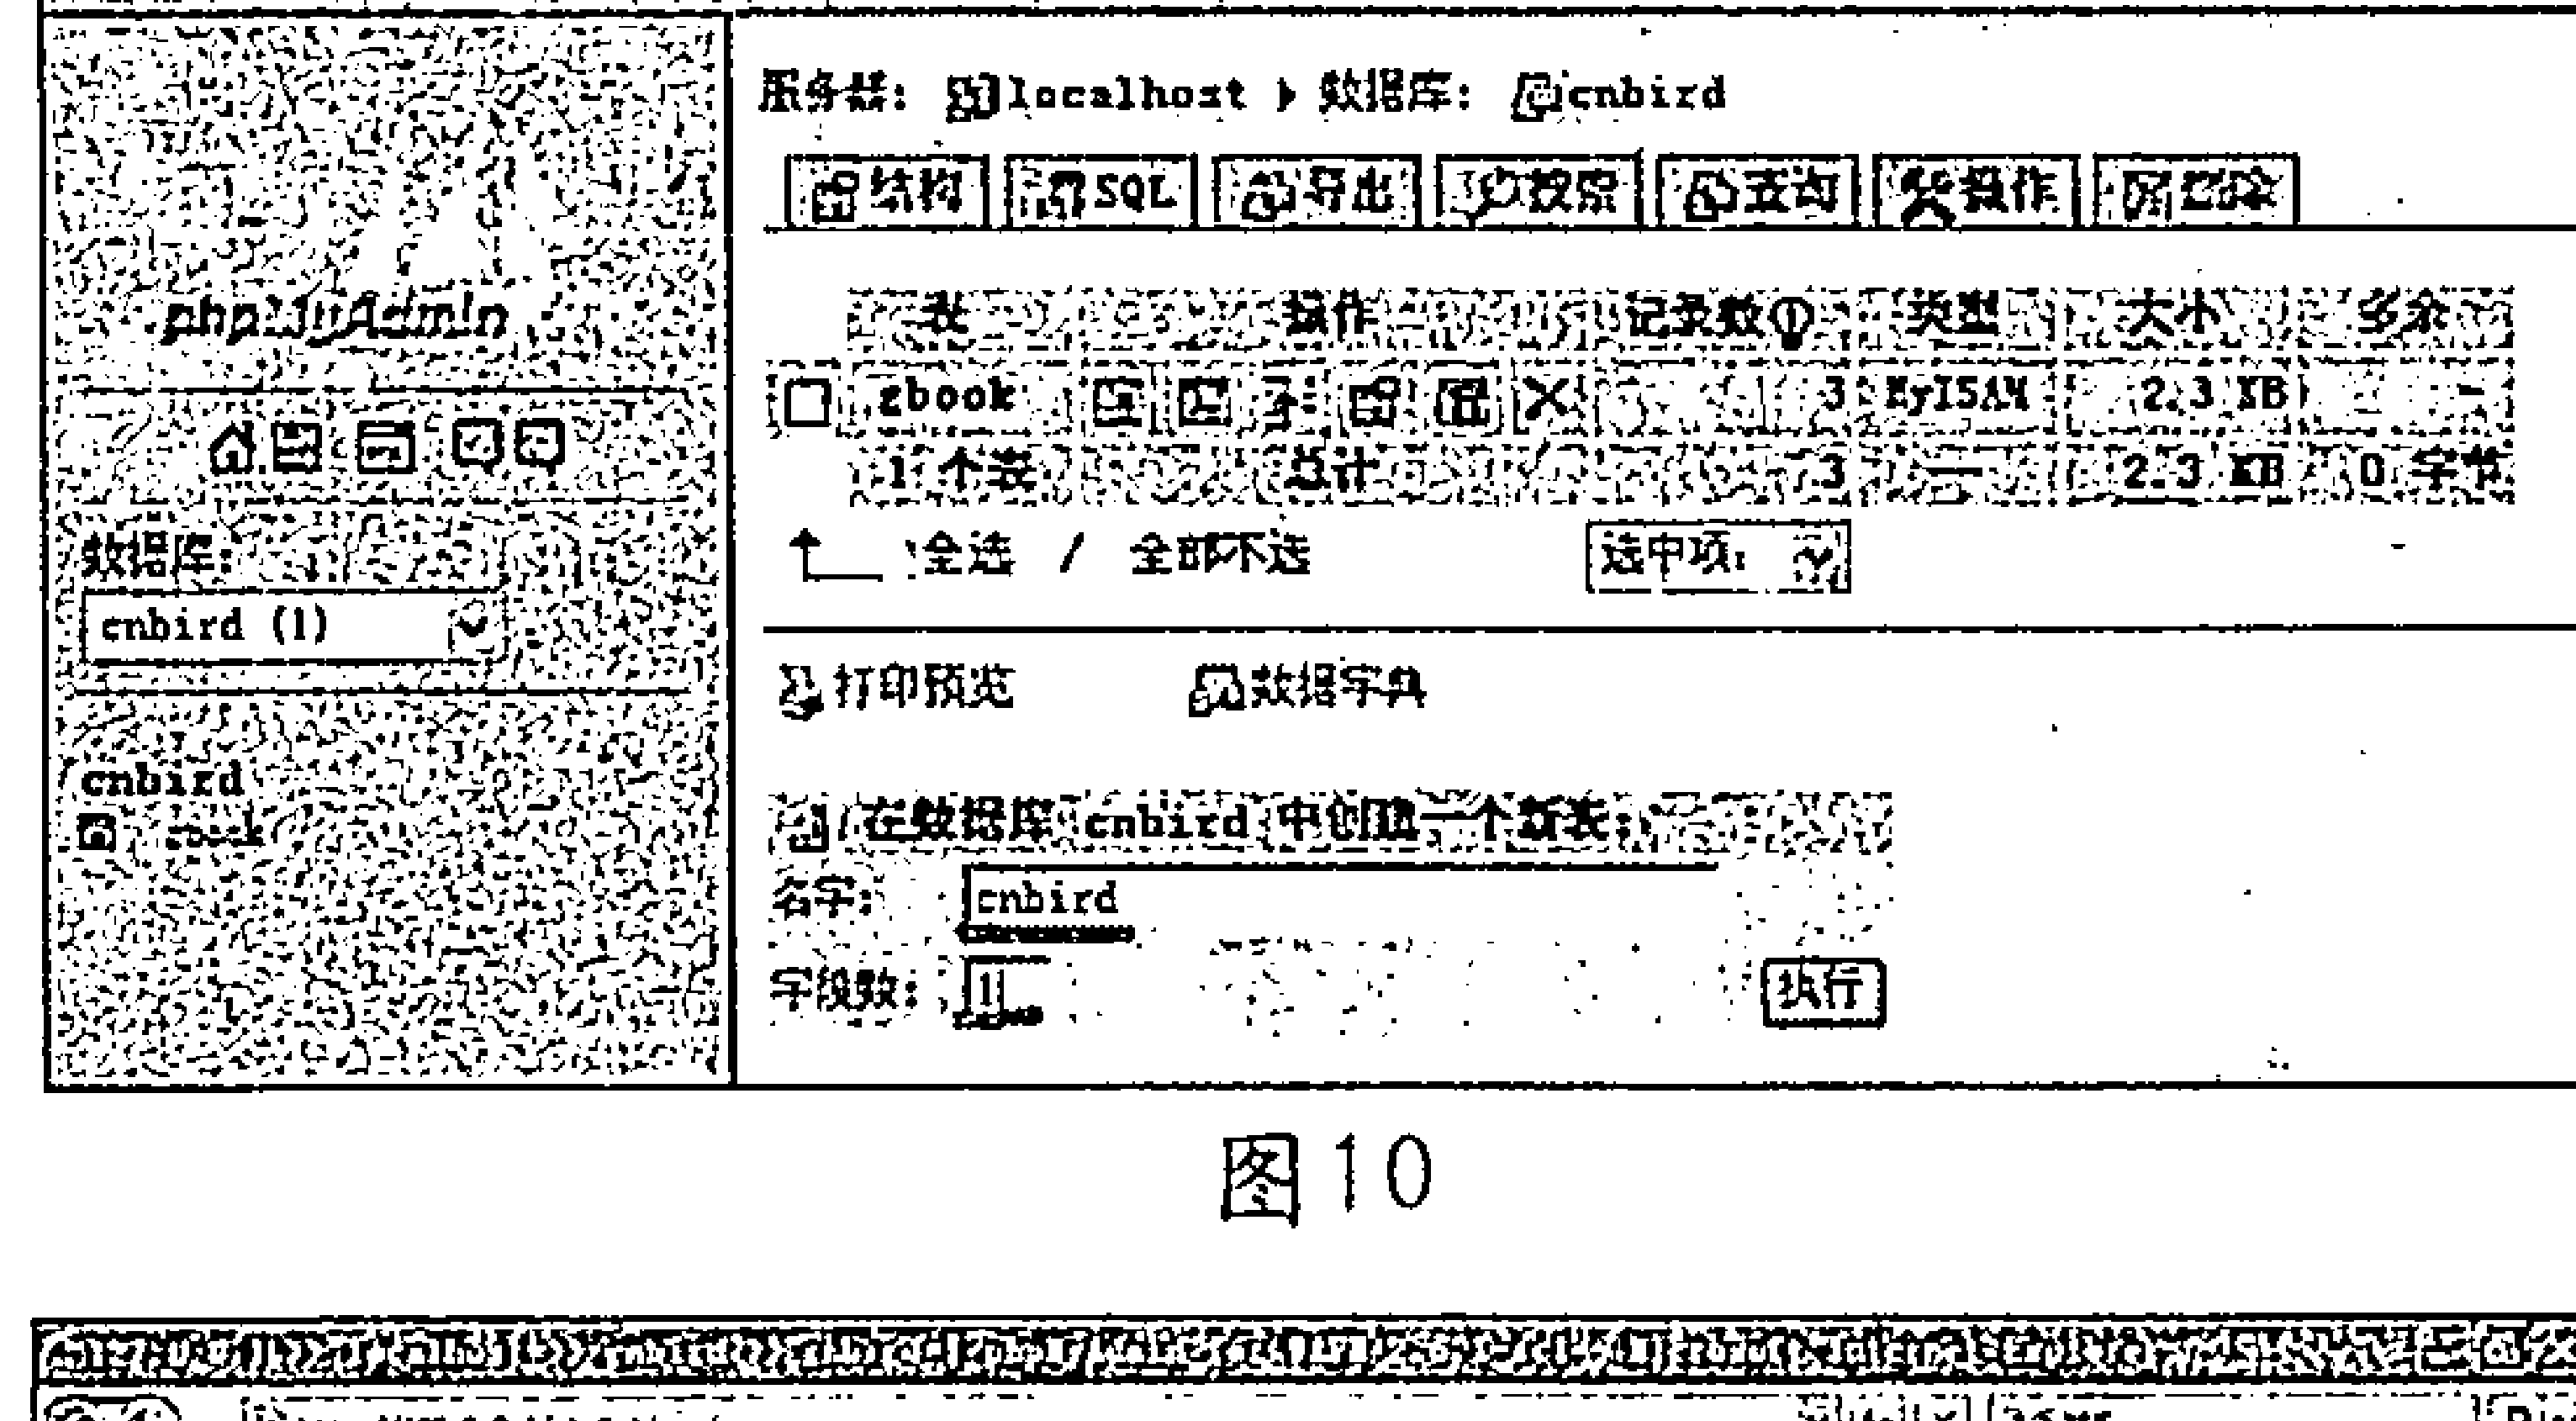 服务器: localhost ▸ 数据库: cnbird
结构 SQL 导出 搜索 查询 操作 删除
phpMyAdmin
表 操作 记录数 类型 大小 多余
gbook 3 MyISAM 2.3 KB -
1 个表 总计 3 -- 2.3 KB 0 字节
全选 / 全部不选 选中项:
数据库:
cnbird (1)
打印预览 数据字典
cnbird
在数据库 cnbird 中创建一个新表:
名字: cnbird
字段数: 1 执行
图10